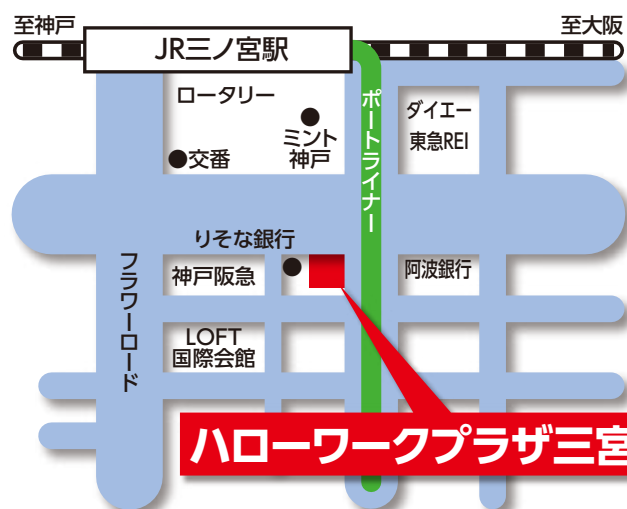 至神戸
至大阪
JR三ノ宮駅
ロータリー
ミント
神戸
交番
ポートライナー
ダイエー
東急REI
りそな銀行
神戸阪急
阿波銀行
フラワーロード
LOFT
国際会館
ハローワークプラザ三宮